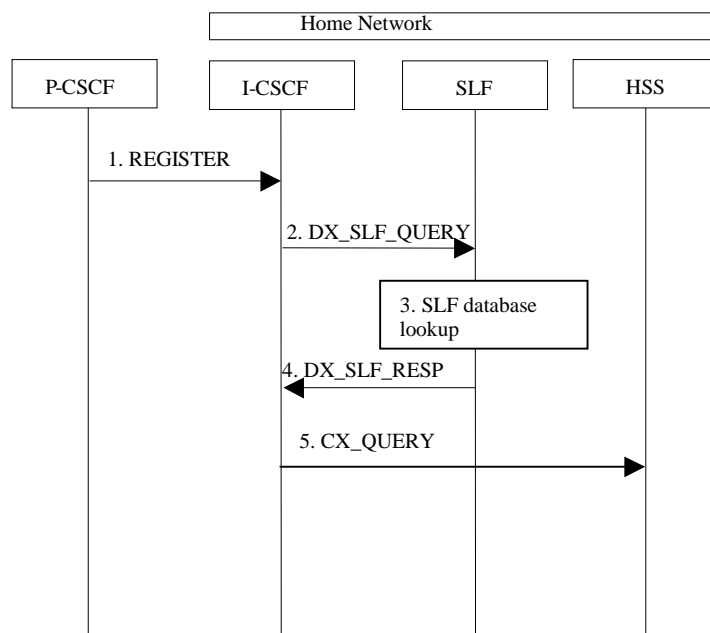 Home Network
P-CSCF
I-CSCF
SLF
HSS
1. REGISTER
2. DX_SLF_QUERY
3. SLF database
lookup
4. DX_SLF_RESP
5. CX_QUERY